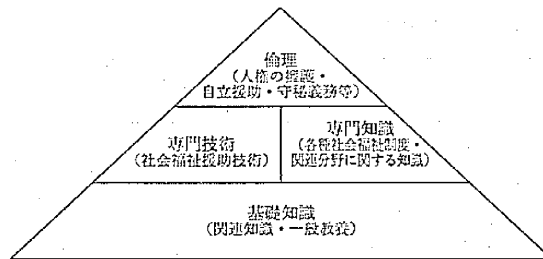 倫理
(人権の擁護・
自立援助・守秘義務等)
専門技術
(社会福祉援助技術)
専門知識
(各種社会福祉制度・
関連分野に関する知識)
基礎知識
(関連知識・一般教養)